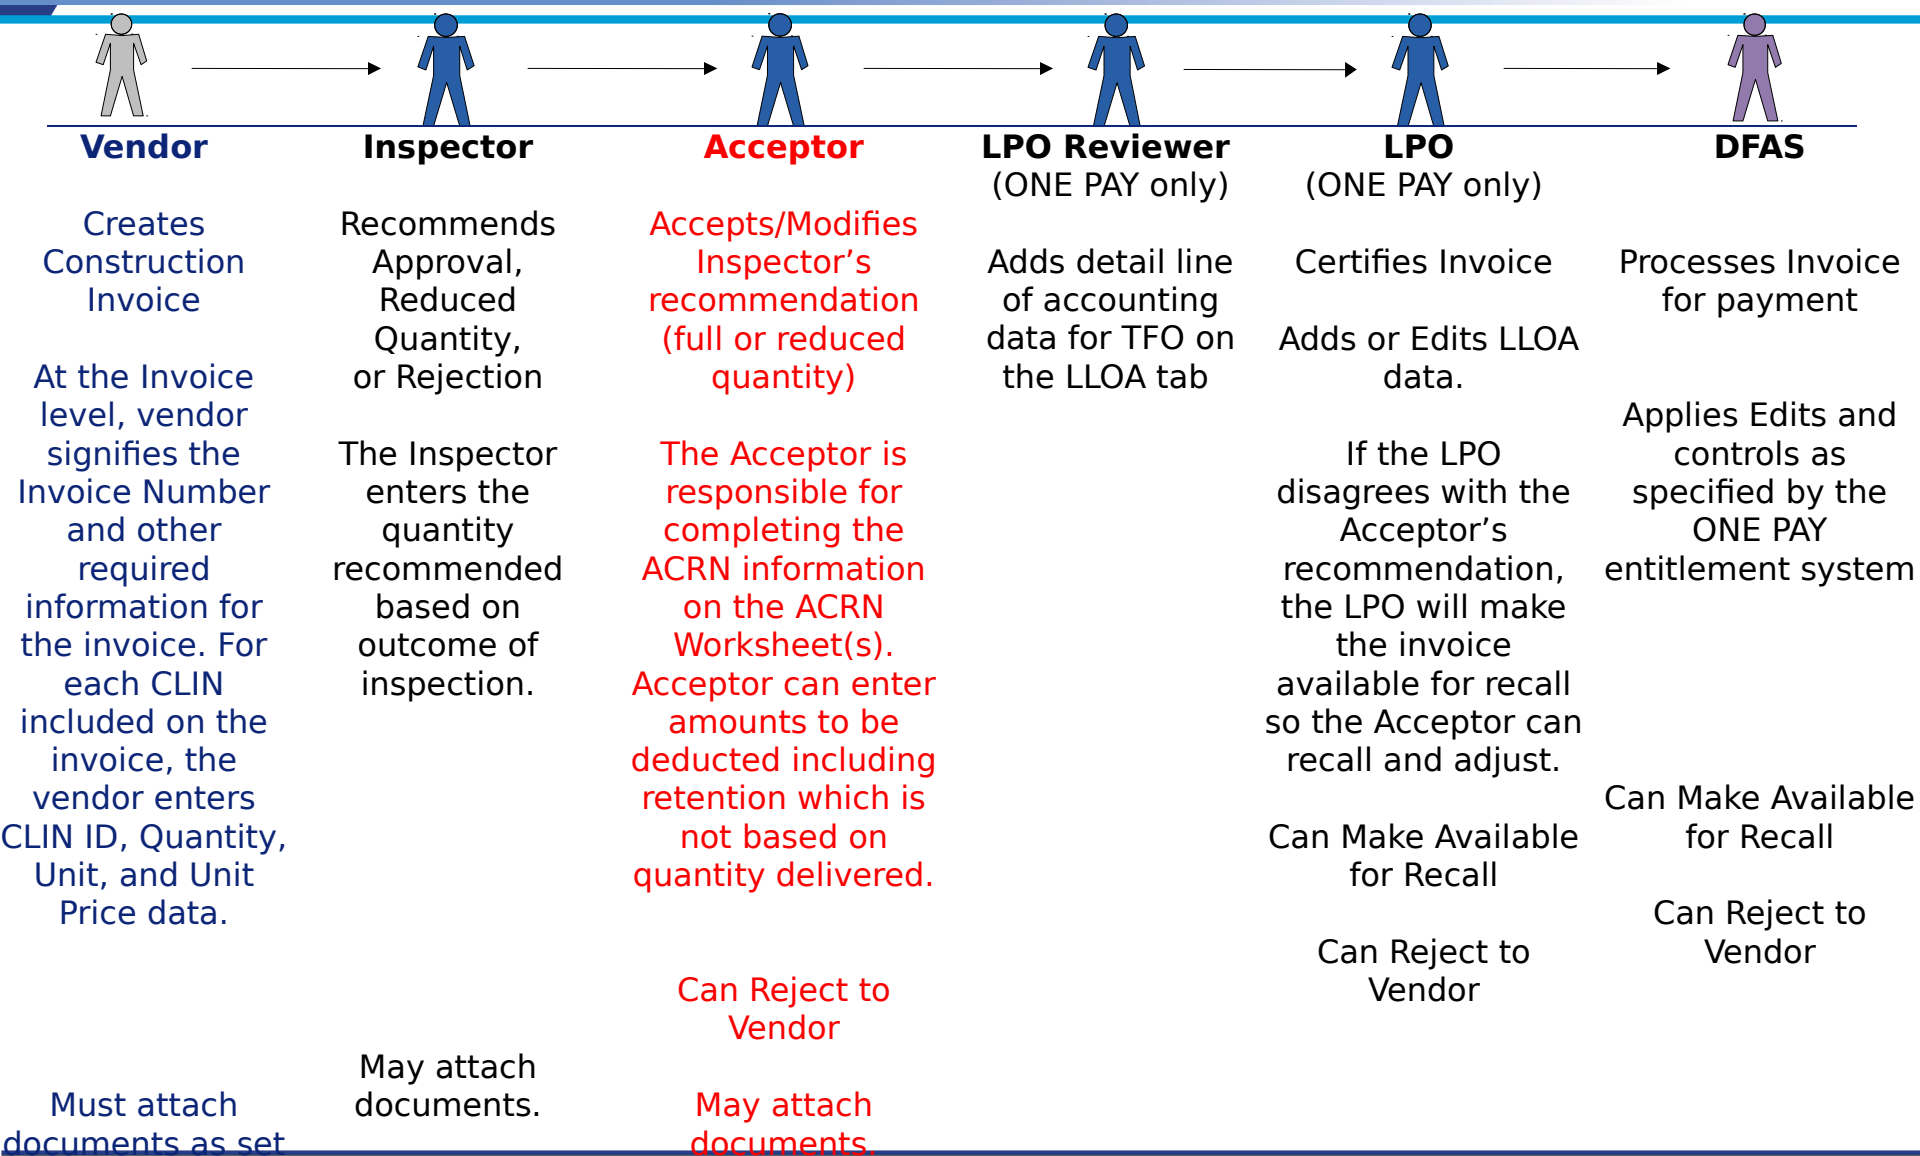 Vendor
Creates
Construction
Invoice
At the Invoice
level, vendor
signifies the
Invoice Number
and other
required
information for
the invoice. For
each CLIN
included on the
invoice, the
vendor enters
CLIN ID, Quantity,
Unit, and Unit
Price data.
Must attach
documents as set
Inspector
Recommends
Approval,
Reduced
Quantity,
or Rejection
The Inspector
enters the
quantity
recommended
based on
outcome of
inspection.
May attach
documents.
Acceptor
Accepts/Modifies
Inspector’s
recommendation
(full or reduced
quantity)
The Acceptor is
responsible for
completing the
ACRN information
on the ACRN
Worksheet(s).
Acceptor can enter
amounts to be
deducted including
retention which is
not based on
quantity delivered.
Can Reject to
Vendor
May attach
documents.
LPO Reviewer
(ONE PAY only)
Adds detail line
of accounting
data for TFO on
the LLOA tab
LPO
(ONE PAY only)
Certifies Invoice
Adds or Edits LLOA
data.
If the LPO
disagrees with the
Acceptor’s
recommendation,
the LPO will make
the invoice
available for recall
so the Acceptor can
recall and adjust.
Can Make Available
for Recall
Can Reject to
Vendor
DFAS
Processes Invoice
for payment
Applies Edits and
controls as
specified by the
ONE PAY
entitlement system
Can Make Available
for Recall
Can Reject to
Vendor